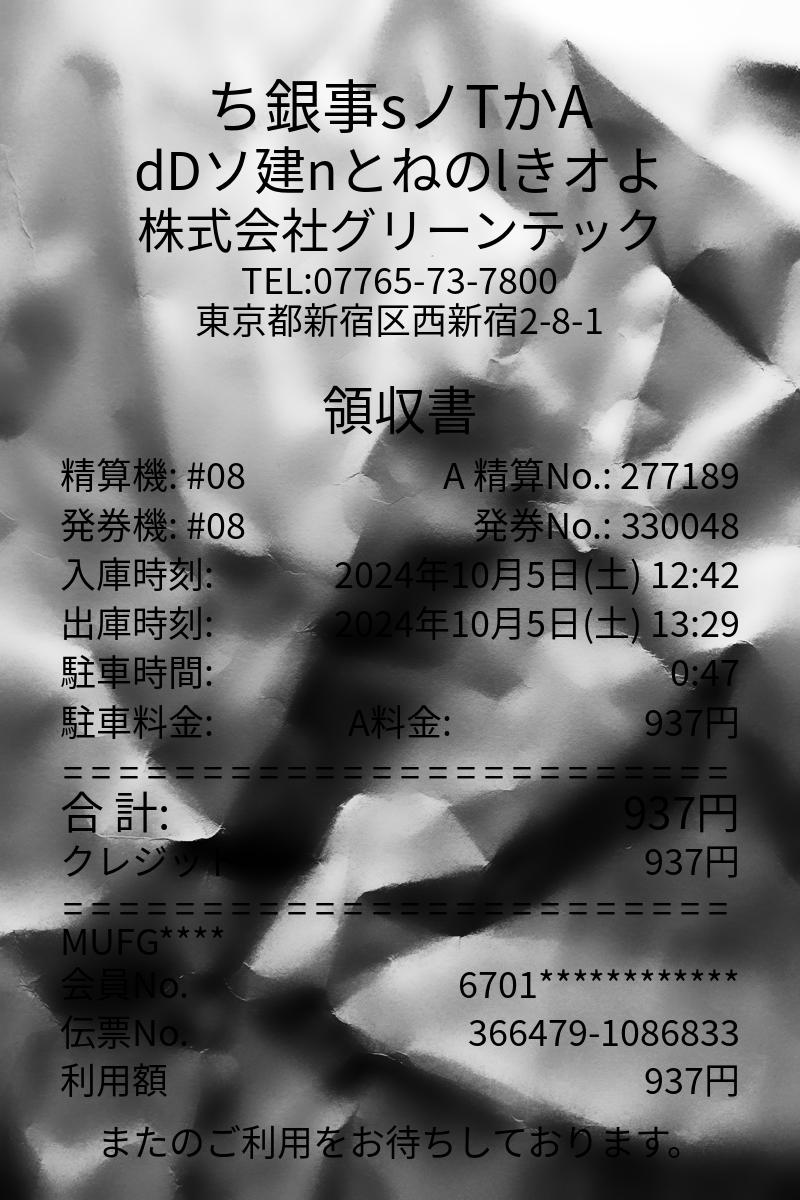 ち銀事sノTかA
dDソ建nとねのlきオよ
株式会社グリーンテック
TEL:07765-73-7800
東京都新宿区西新宿2-8-1
領収書
精算機: #08 A 精算No.: 277189
発券機: #08 発券No.: 330048
入庫時刻: 2024年10月5日(土) 12:42
出庫時刻: 2024年10月5日(土) 13:29
駐車時間: 0:47
駐車料金: A料金: 937円
========================
合 計: 937円
クレジット 937円
========================
MUFG****
会員No. 6701************
伝票No. 366479-1086833
利用額 937円
またのご利用をお待ちしております。